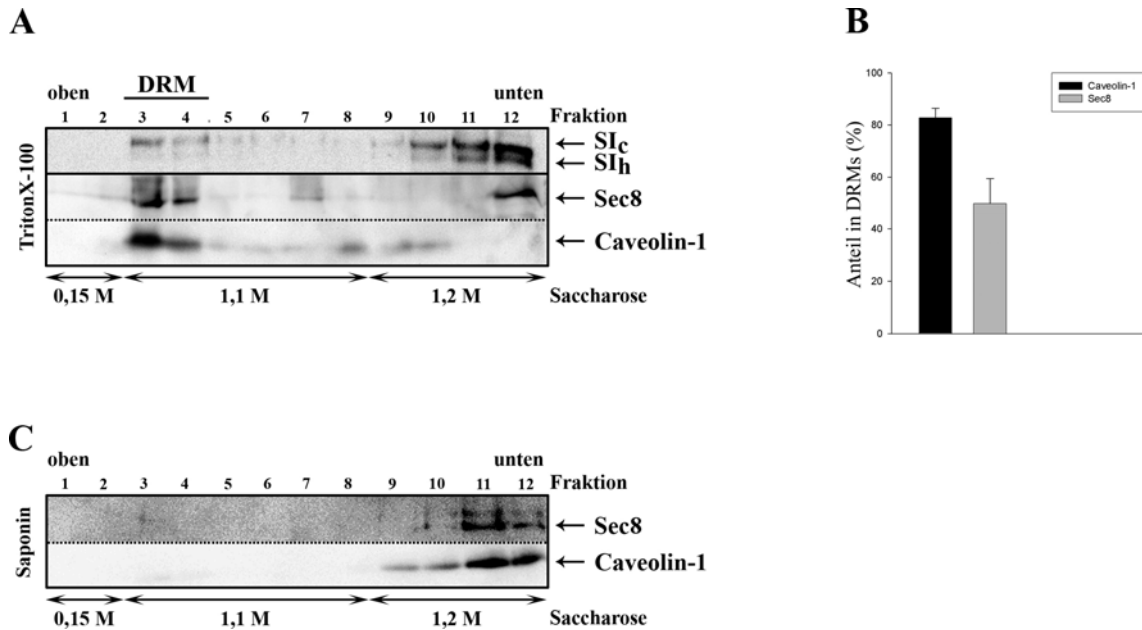 A
oben DRM unten
1 2 3 4 5 6 7 8 9 10 11 12 Fraktion
TritonX-100
SIc
SIh
Sec8
Caveolin-1
0,15 M 1,1 M 1,2 M Saccharose
B
Anteil in DRMs (%)
100
80
60
40
80
0
Caveolin-1
Sec8
C
oben unten
1 2 3 4 5 6 7 8 9 10 11 12 Fraktion
Saponin
Sec8
Caveolin-1
0,15 M 1,1 M 1,2 M Saccharose